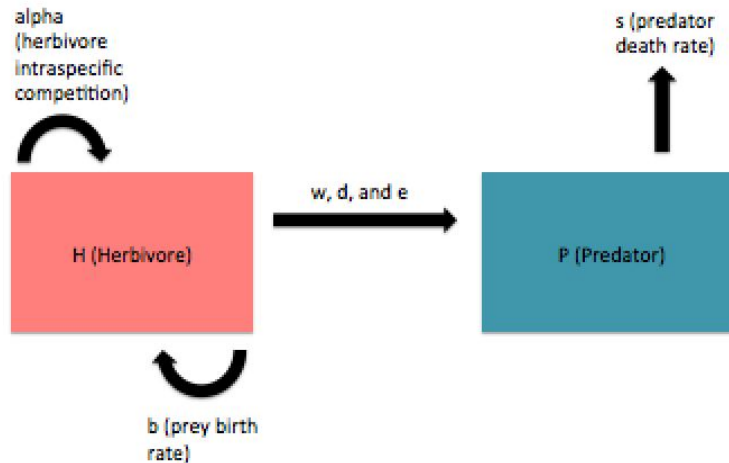 alpha
(herbivore
intraspecific
competition)
s (predator
death rate)
w, d, and e
H (Herbivore)
P (Predator)
b (prey birth
rate)